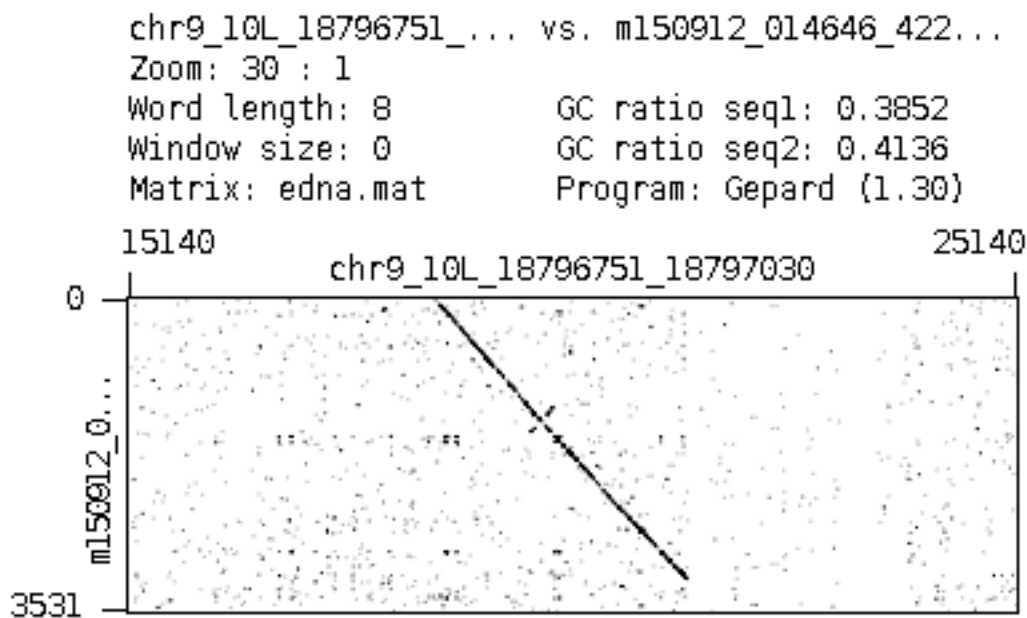 chr9_10L_18796751_... vs. m150912_014646_422...
Zoom: 30 : 1
Word length: 8 GC ratio seq1: 0.3852
Window size: 0 GC ratio seq2: 0.4136
Matrix: edna.mat Program: Gepard (1.30)
15140 25140
chr9_10L_18796751_18797030
0
m150912_0...
3531